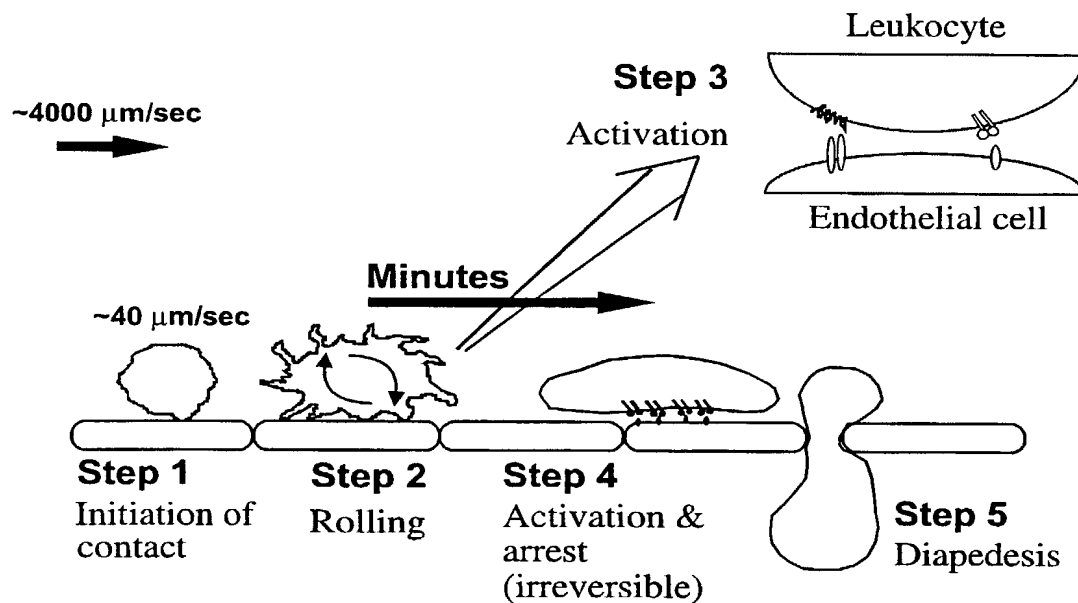 Leukocyte
Step 3
~4000 μm/sec
Activation
Endothelial cell
Minutes
~40 μm/sec
Step 1
Initiation of
contact
Step 2
Rolling
Step 4
Activation &
arrest
(irreversible)
Step 5
Diapedesis